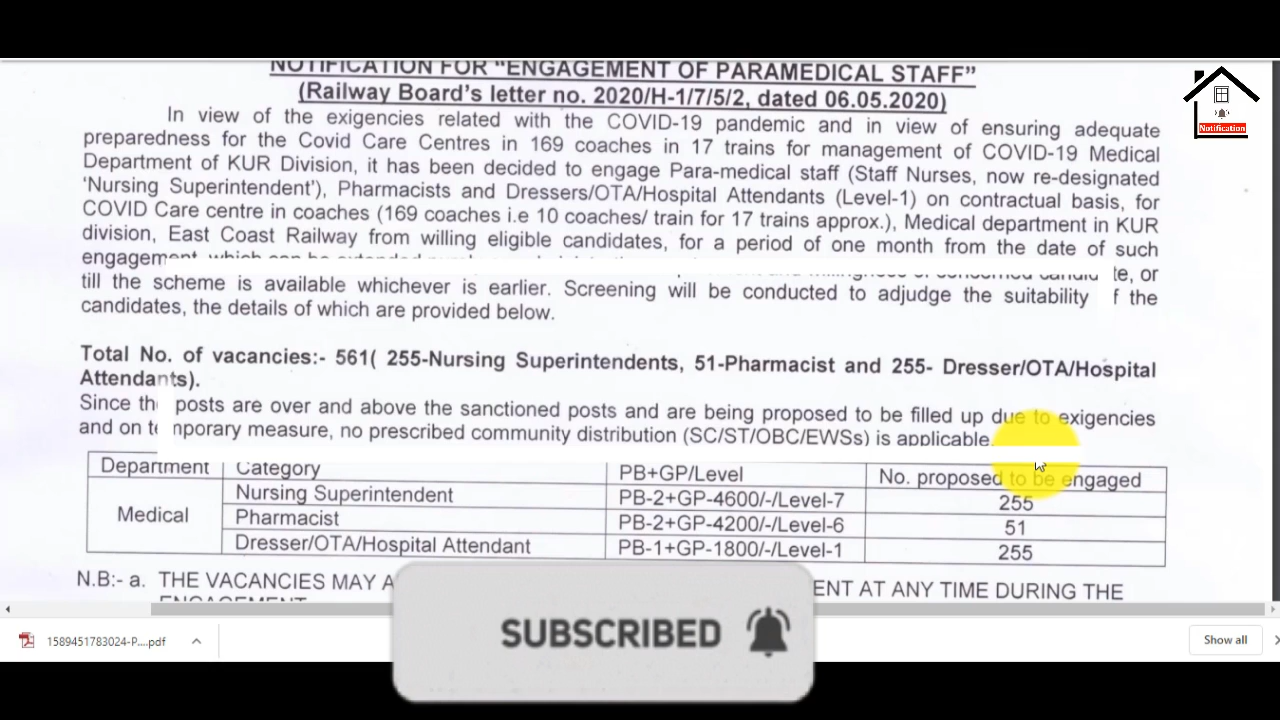 NOTIFICATION FOR “ENGAGEMENT OF PARAMEDICAL STAFF”
(Railway Board’s letter no. 2020/H-1/7/5/2, dated 06.05.2020)
In view of the exigencies related with the COVID-19 pandemic and in view of ensuring adequate
preparedness for the Covid Care Centres in 169 coaches in 17 trains for management of COVID-19 Medical
Department of KUR Division, it has been decided to engage Para-medical staff (Staff Nurses, now re-designated
‘Nursing Superintendent’), Pharmacists and Dressers/OTA/Hospital Attendants (Level-1) on contractual basis, for
COVID Care centre in coaches (169 coaches i.e 10 coaches/ train for 17 trains approx.), Medical department in KUR
division, East Coast Railway from willing eligible candidates, for a period of one month from the date of such
te, or
till the scheme is available whichever is earlier. Screening will be conducted to adjudge the suitability f the
candidates, the details of which are provided below.
Total No. of vacancies:- 561( 255-Nursing Superintendents, 51-Pharmacist and 255- Dresser/OTA/Hospital
Attendants).
Since the posts are over and above the sanctioned posts and are being proposed to be filled up due to exigencies
and on temporary measure, no prescribed community distribution (SC/ST/OBC/EWSs) is applicable.
Department Category PB+GP/Level No. proposed to be engaged
Medical
Nursing Superintendent PB-2+GP-4600/-/Level-7 255
Pharmacist PB-2+GP-4200/-/Level-6 51
Dresser/OTA/Hospital Attendant PB-1+GP-1800/-/Level-1 255
N.B:- a. THE VACANCIES MAY A ENT AT ANY TIME DURING THE
ENGAGEMENT
Notification
1589451783024-P....pdf
Show all
SUBSCRIBED